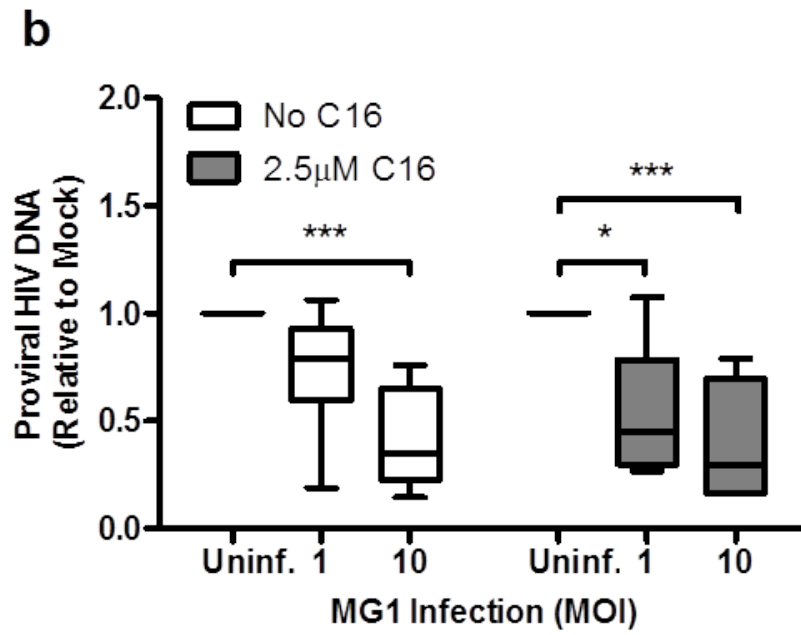 b
Proviral HIV DNA
(Relative to Mock)
2.0
1.5
1.0
0.5
0.0
No C16
2.5μM C16
***
*
***
Uninf. 1 10 Uninf. 1 10
MG1 Infection (MOI)